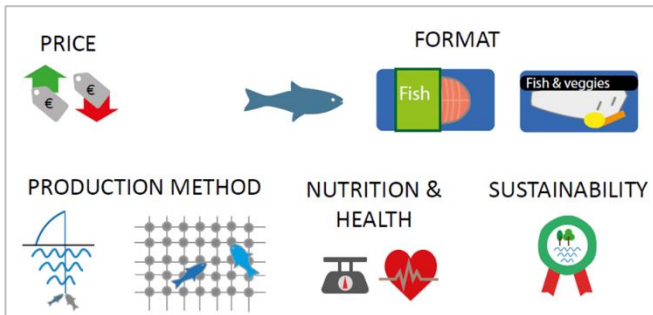 PRICE
FORMAT
€
€
Fish
Fish & veggies
PRODUCTION METHOD
NUTRITION &
HEALTH
SUSTAINABILITY